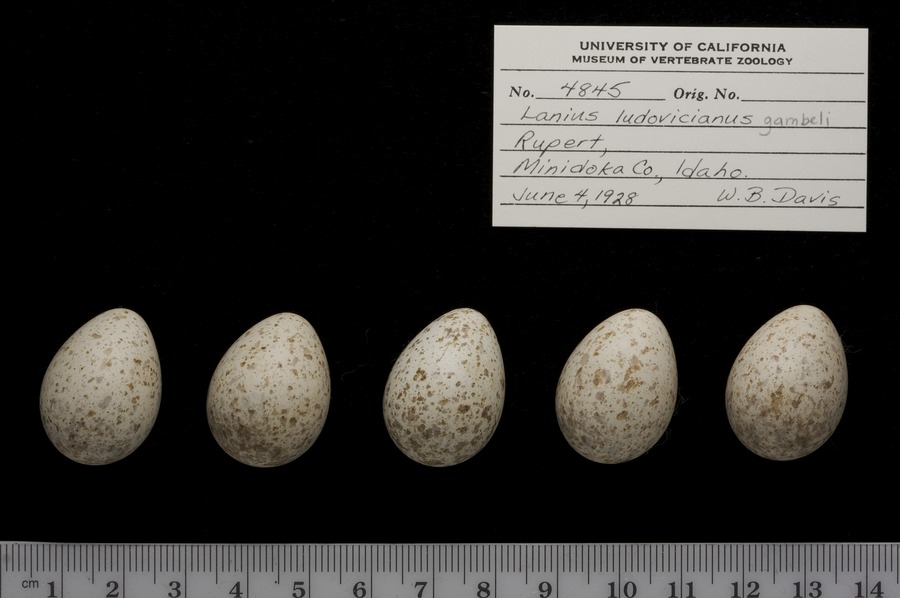 UNIVERSITY OF CALIFORNIA
MUSEUM OF VERTEBRATE ZOOLOGY
No. 4845 Orig. No.
Lanius ludovicianus gambeli
Rupert,
Minidoka Co., Idaho.
June 4, 1928 W. B. Davis
cm 1 2 3 4 5 6 7 8 9 10 11 12 13 14